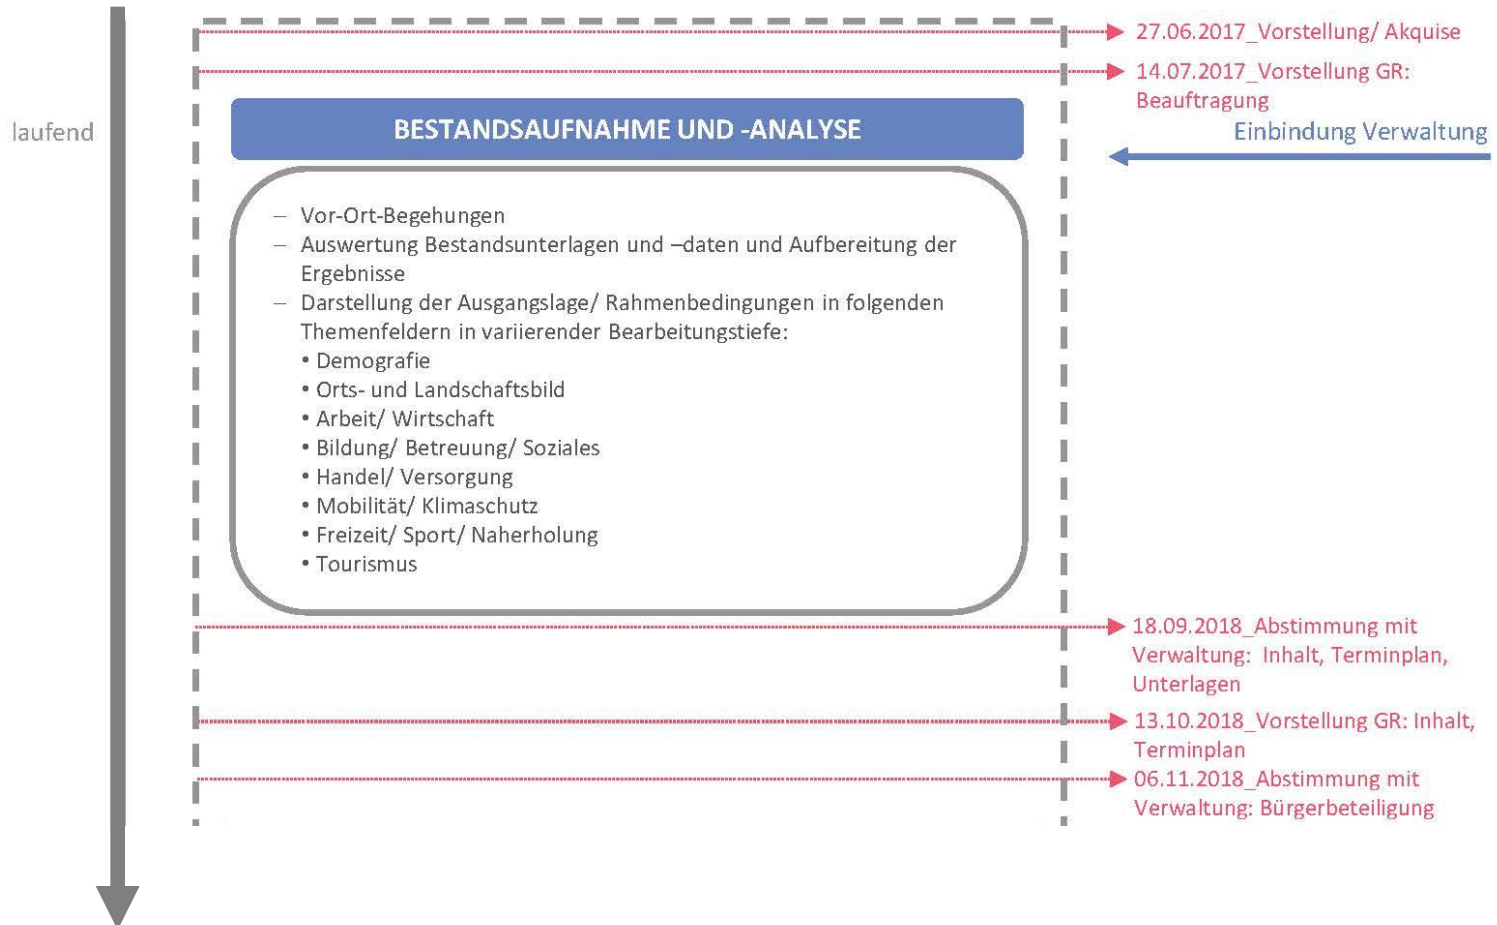 27.06.2017_Vorstellung/ Akquise
14.07.2017_Vorstellung GR:
Beauftragung
laufend
BESTANDSAUFNAHME UND -ANALYSE
Einbindung Verwaltung
– Vor-Ort-Begehungen
– Auswertung Bestandsunterlagen und –daten und Aufbereitung der
Ergebnisse
– Darstellung der Ausgangslage/ Rahmenbedingungen in folgenden
Themenfeldern in variierender Bearbeitungstiefe:
• Demografie
• Orts- und Landschaftsbild
• Arbeit/ Wirtschaft
• Bildung/ Betreuung/ Soziales
• Handel/ Versorgung
• Mobilität/ Klimaschutz
• Freizeit/ Sport/ Naherholung
• Tourismus
18.09.2018_Abstimmung mit
Verwaltung:  Inhalt, Terminplan,
Unterlagen
13.10.2018_Vorstellung GR: Inhalt,
Terminplan
06.11.2018_Abstimmung mit
Verwaltung: Bürgerbeteiligung